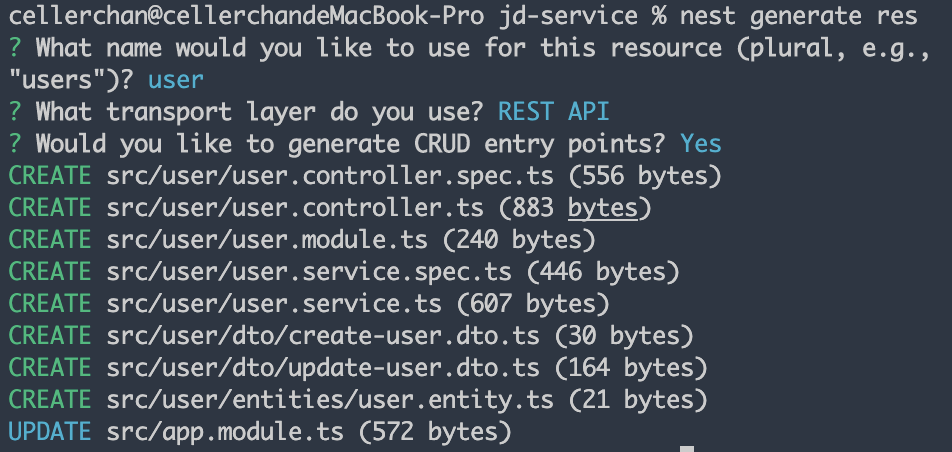 cellerchan@cellerchandeMacBook-Pro jd-service % nest generate res
? What name would you like to use for this resource (plural, e.g.,
"users")? user
? What transport layer do you use? REST API
? Would you like to generate CRUD entry points? Yes
CREATE src/user/user.controller.spec.ts (556 bytes)
CREATE src/user/user.controller.ts (883 bytes)
CREATE src/user/user.module.ts (240 bytes)
CREATE src/user/user.service.spec.ts (446 bytes)
CREATE src/user/user.service.ts (607 bytes)
CREATE src/user/dto/create-user.dto.ts (30 bytes)
CREATE src/user/dto/update-user.dto.ts (164 bytes)
CREATE src/user/entities/user.entity.ts (21 bytes)
UPDATE src/app.module.ts (572 bytes)